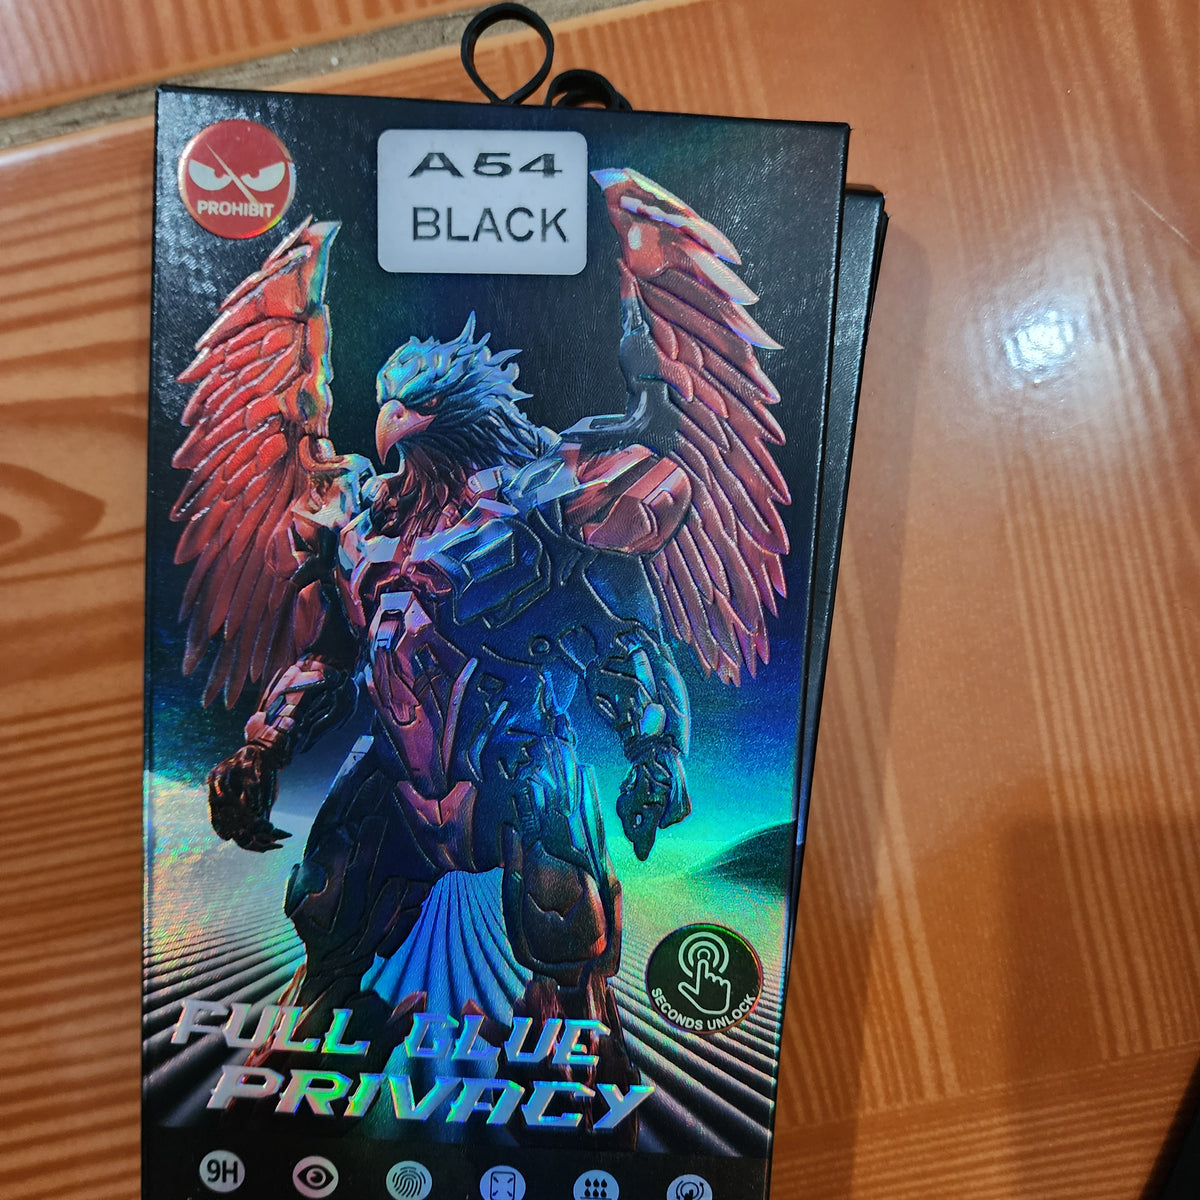 PROHIBIT
A54
BLACK
SECONDS UNLOCK
FULL GLUE
PRIVACY
9H